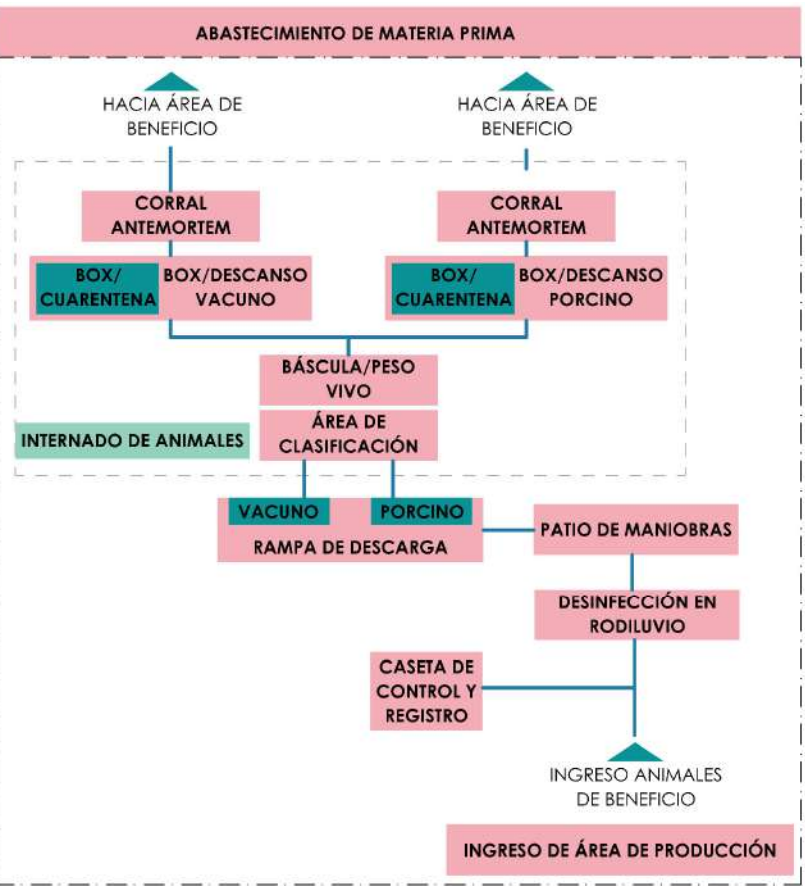 ABASTECIMIENTO DE MATERIA PRIMA
HACIA ÁREA DE
BENEFICIO
HACIA ÁREA DE
BENEFICIO
CORRAL
ANTEMORTEM
CORRAL
ANTEMORTEM
BOX/
CUARENTENA
BOX/DESCANSO
VACUNO
BOX/
CUARENTENA
BOX/DESCANSO
PORCINO
BÁSCULA/PESO
VIVO
INTERNADO DE ANIMALES
ÁREA DE
CLASIFICACIÓN
VACUNO
PORCINO
RAMPA DE DESCARGA
PATIO DE MANIOBRAS
DESINFECCIÓN EN
RODILUVIO
CASETA DE
CONTROL Y
REGISTRO
INGRESO ANIMALES
DE BENEFICIO
INGRESO DE ÁREA DE PRODUCCIÓN